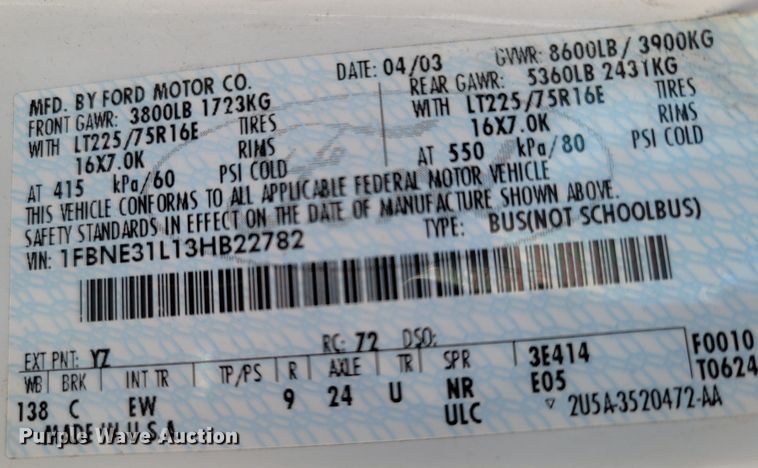 MFD. BY FORD MOTOR CO. DATE: 04/03 GVWR: 8600LB / 3900KG
FRONT GAWR: 3800LB 1723KG REAR GAWR: 5360LB 2431KG
WITH LT225/75R16E TIRES WITH LT225/75R16E TIRES
16X7.0K RIMS 16X7.0K RIMS
AT 415 kPa/60 PSI COLD AT 550 kPa/80 PSI COLD
THIS VEHICLE CONFORMS TO ALL APPLICABLE FEDERAL MOTOR VEHICLE
SAFETY STANDARDS IN EFFECT ON THE DATE OF MANUFACTURE SHOWN ABOVE.
VIN: 1FBNE31L13HB22782 TYPE: BUS(NOT SCHOOLBUS)
EXT PNT: YZ RC: 72 DSO: F0010
WB BRK INT TR TP/PS R AXLE TR SPR 3E414 T0624
138 C EW 9 24 U NR E05
MADE IN U.S.A. ULC 2U5A-3520472-AA
Purple Wave Auction